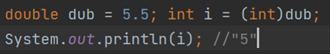 double dub = 5.5; int i = (int)dub;
System.out.println(i); //"5"